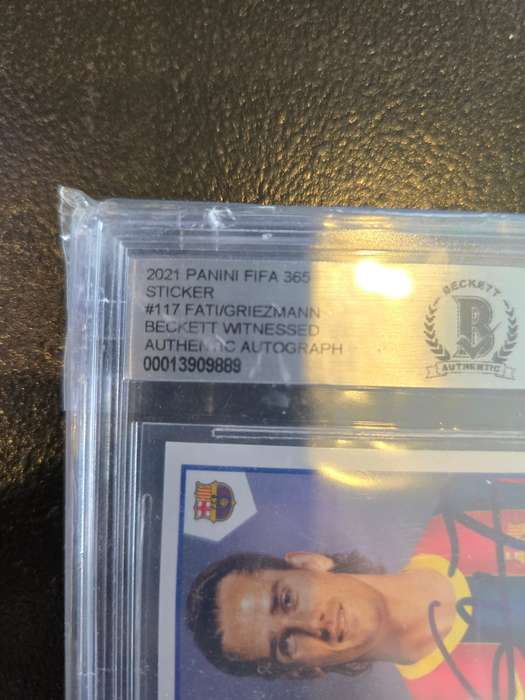 2021 PANINI FIFA 365
STICKER
#117 FATI/GRIEZMANN
BECKETT WITNESSED
AUTHENTIC AUTOGRAPH
00013909889
BECKETT
B
AUTHENTIC